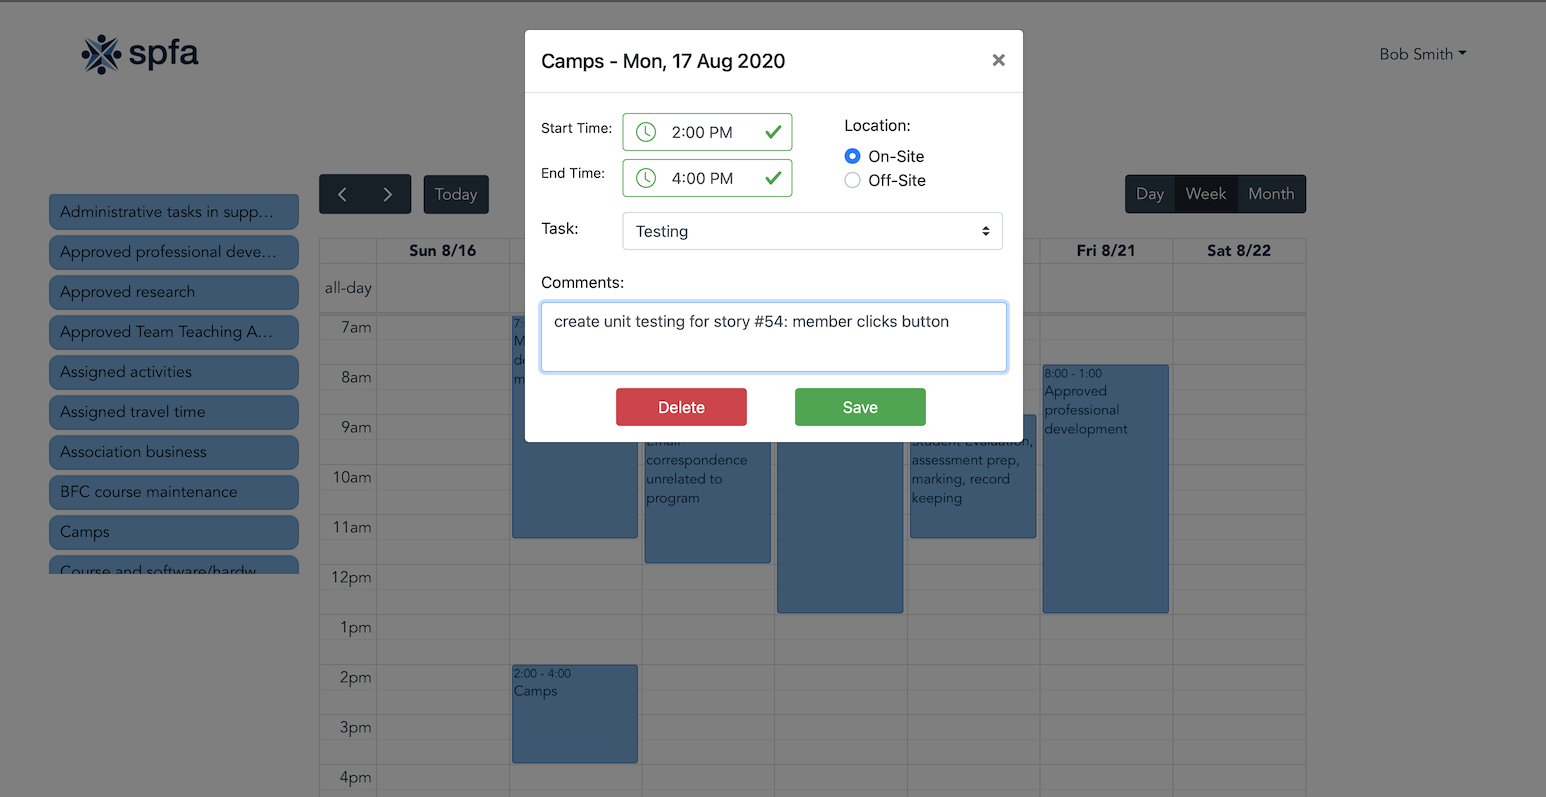 spfa
Bob Smith
Camps - Mon, 17 Aug 2020
×
Start Time:
2:00 PM
End Time:
4:00 PM
Location:
On-Site
Off-Site
Task:
Testing
Comments:
create unit testing for story #54: member clicks button
Delete
Save
Administrative tasks in supp...
Approved professional deve...
Approved research
Approved Team Teaching A...
Assigned activities
Assigned travel time
Association business
BFC course maintenance
Camps
Course and software/hardw
Today
Day
Week
Month
Sun 8/16
Fri 8/21
Sat 8/22
all-day
7am
8am
9am
10am
11am
12pm
1pm
2pm
3pm
4pm
Email
correspondence
unrelated to
program
Student Evaluation,
assessment prep,
marking, record
keeping
8:00 - 1:00
Approved
professional
development
2:00 - 4:00
Camps